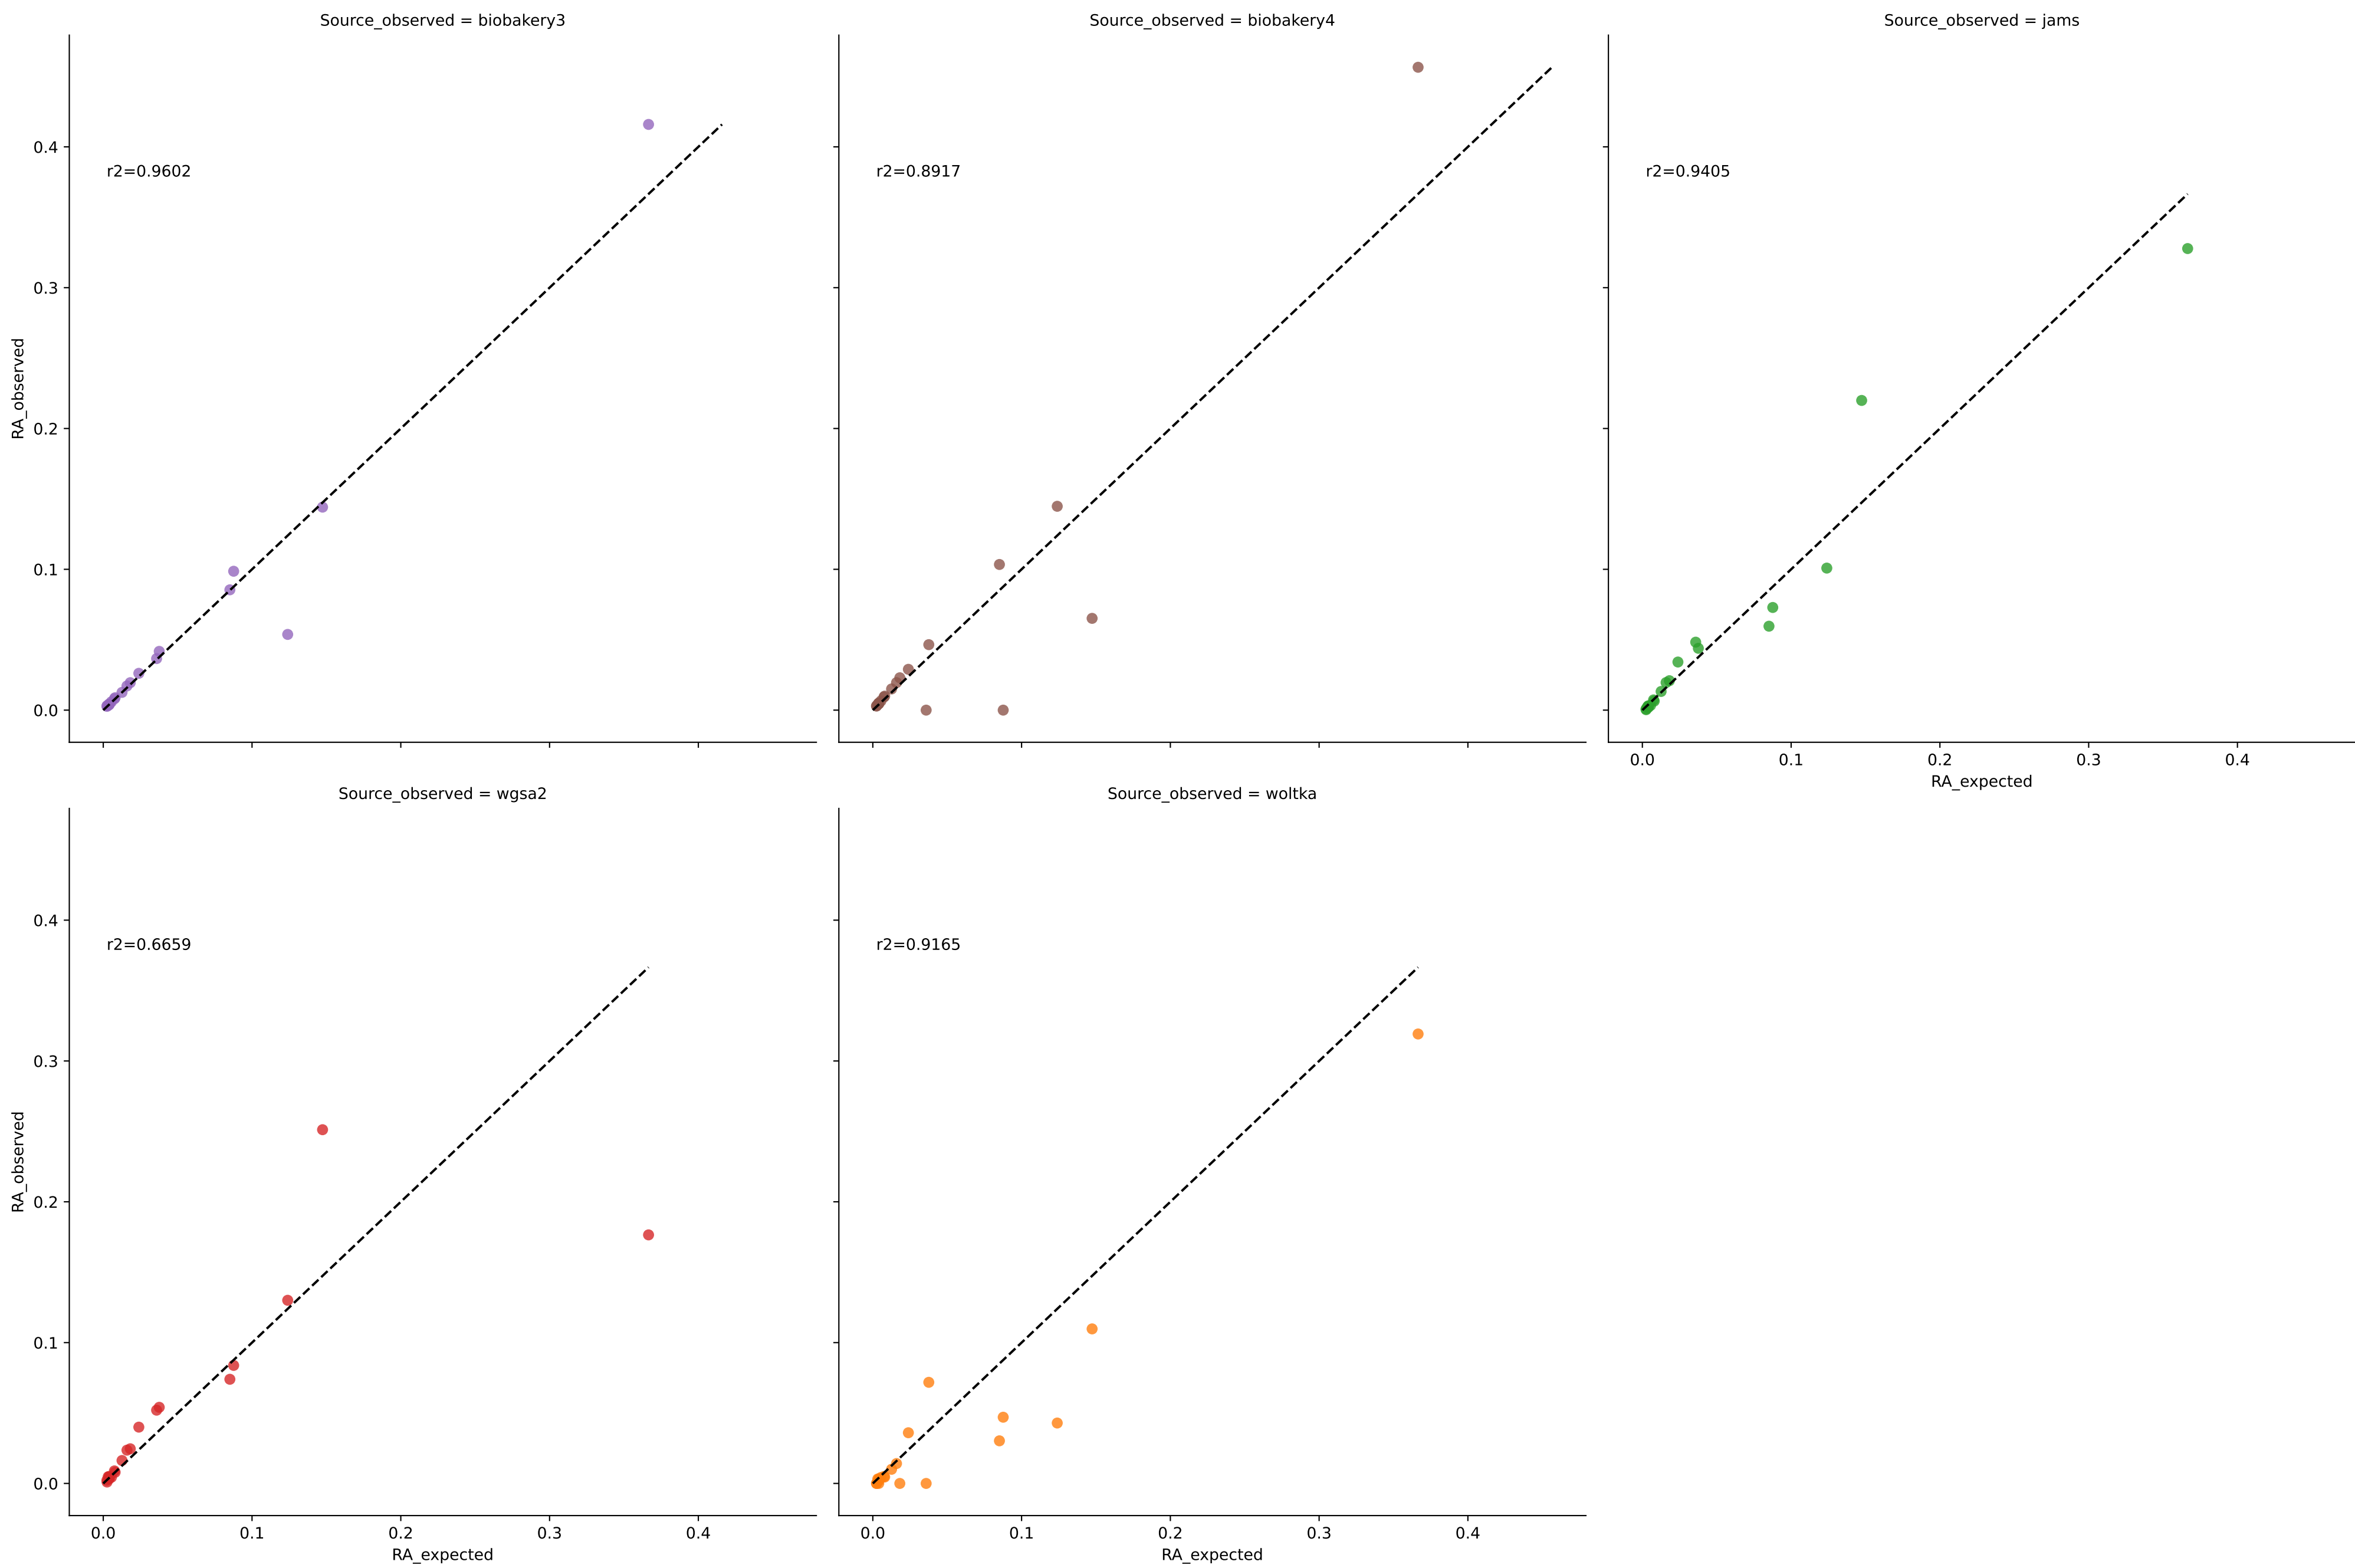 Source_observed = biobakery3
Source_observed = biobakery4
Source_observed = jams
RA_observed
0.4
0.3
0.2
0.1
0.0
r2=0.9602
r2=0.8917
r2=0.9405
0.0
0.1
0.2
0.3
0.4
RA_expected
Source_observed = wgsa2
Source_observed = woltka
RA_observed
0.4
0.3
0.2
0.1
0.0
r2=0.6659
r2=0.9165
0.0
0.1
0.2
0.3
0.4
RA_expected
0.0
0.1
0.2
0.3
0.4
RA_expected